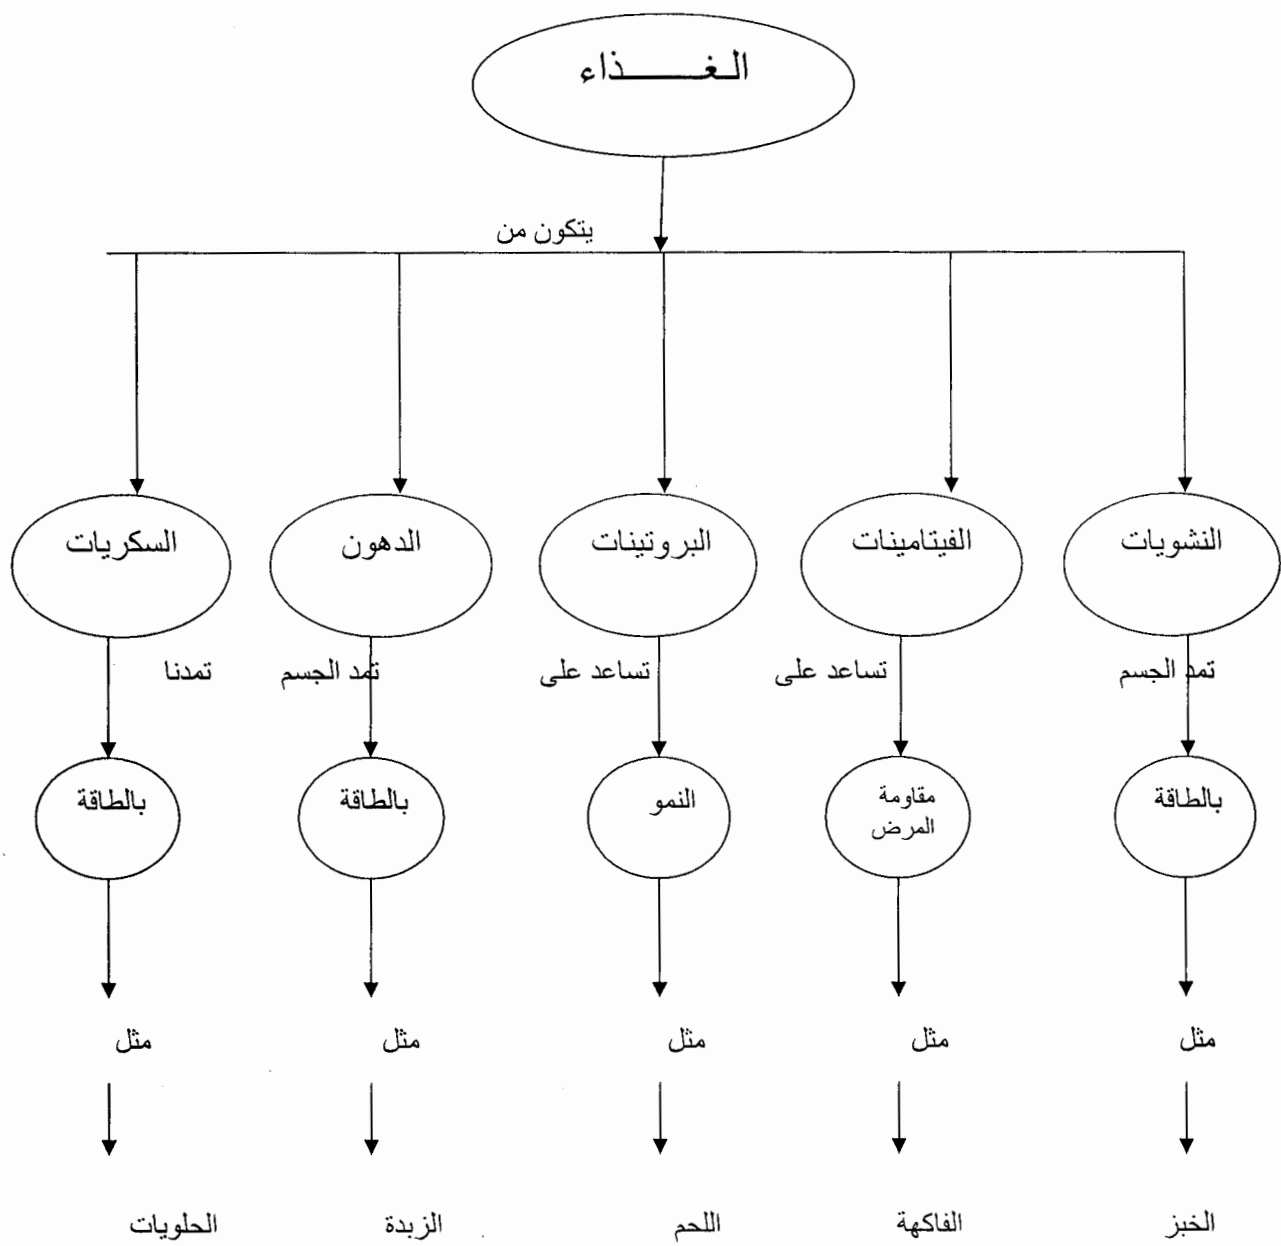 الـغـــــــذاء
يتكون من
النشويات
الفيتامينات
البروتينات
الدهون
السكريات
تمد الجسم
تساعد على
تساعد على
تمد الجسم
تمدنا
بالطاقة
مقاومة
المرض
النمو
بالطاقة
بالطاقة
مثل
مثل
مثل
مثل
مثل
الخبز
الفاكهة
اللحم
الزبدة
الحلويات